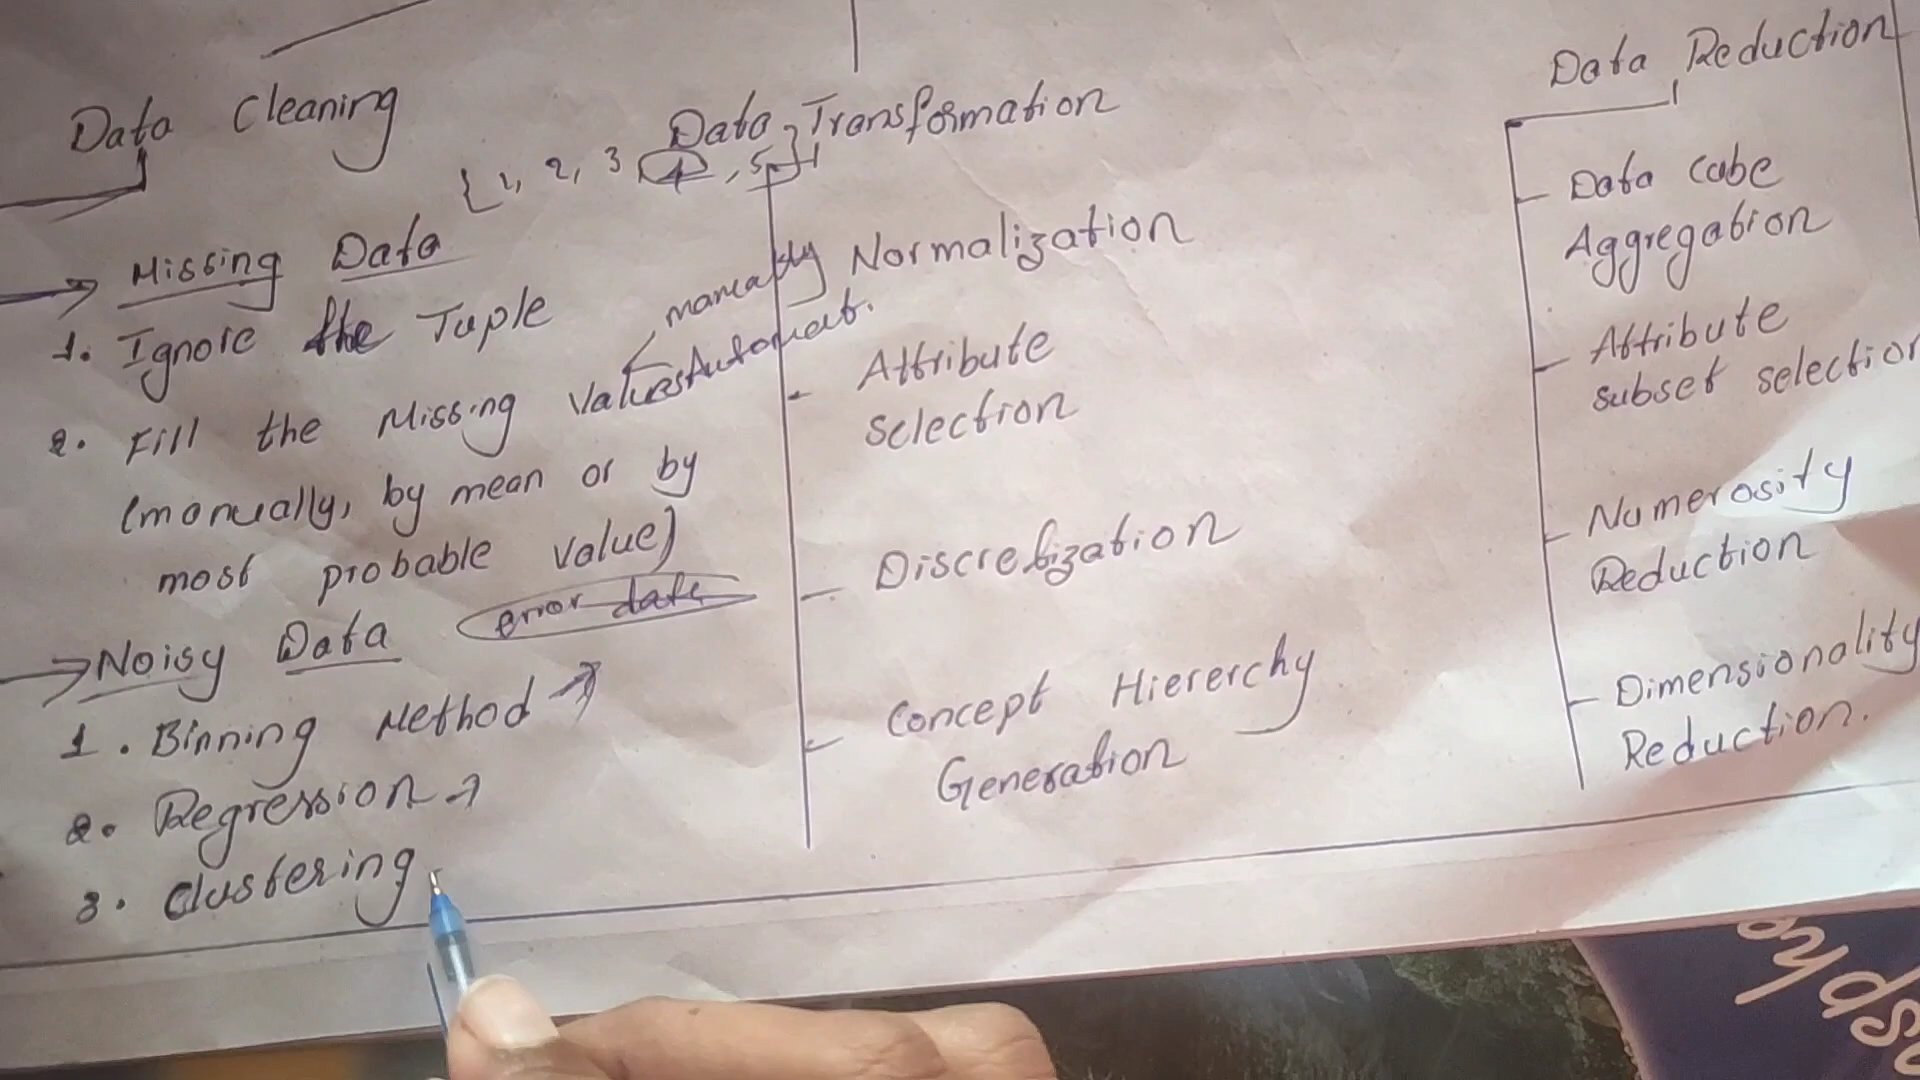 Data Cleaning
{1, 2, 3, 4, 5}
→ Missing Data
1. Ignore the Tuple
2. Fill the Missing Values
manually
Automat.
(manually, by mean or by
most probable value)
→ Noisy Data
error data
1. Binning Method →
2. Regression →
3. Clustering
Data Transformation
Normalization
- Attribute
selection
- Discretization
- Concept Hiererchy
Generation
Data Reduction
- Data Cube
Aggregation
- Attribute
subset selection
- Numerosity
Reduction
- Dimensionality
Reduction.